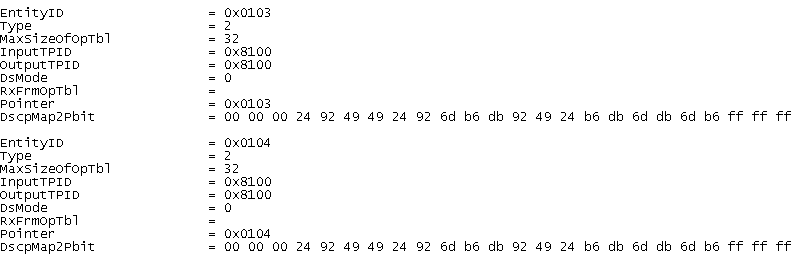 EntityID = 0x0103
Type = 2
MaxSizeOfOpTbl = 32
InputTPID = 0x8100
OutputTPID = 0x8100
DsMode = 0
RxFrmOpTbl =
Pointer = 0x0103
DscpMap2Pbit = 00 00 00 24 92 49 49 24 92 6d b6 db 92 49 24 b6 db 6d db 6d b6 ff ff ff
EntityID = 0x0104
Type = 2
MaxSizeOfOpTbl = 32
InputTPID = 0x8100
OutputTPID = 0x8100
DsMode = 0
RxFrmOpTbl =
Pointer = 0x0104
DscpMap2Pbit = 00 00 00 24 92 49 49 24 92 6d b6 db 92 49 24 b6 db 6d db 6d b6 ff ff ff